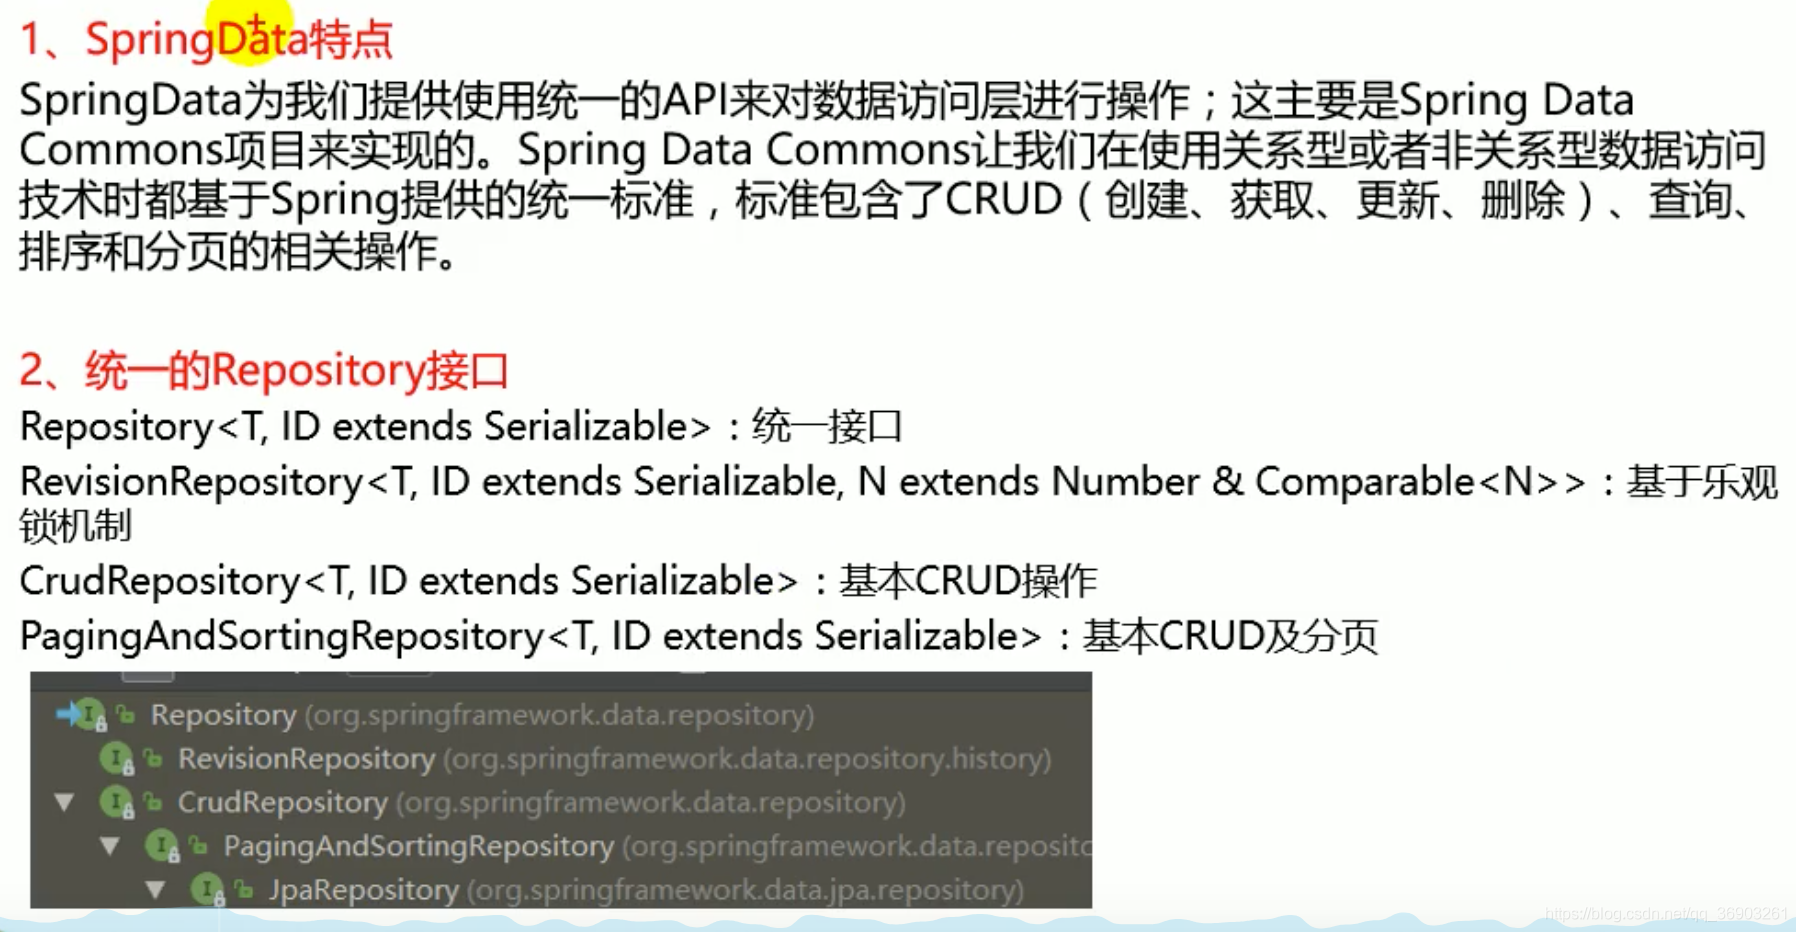 1、SpringData特点
SpringData为我们提供使用统一的API来对数据访问层进行操作；这主要是Spring Data
Commons项目来实现的。Spring Data Commons让我们在使用关系型或者非关系型数据访问
技术时都基于Spring提供的统一标准，标准包含了CRUD（创建、获取、更新、删除）、查询、
排序和分页的相关操作。
2、统一的Repository接口
Repository<T, ID extends Serializable>：统一接口
RevisionRepository<T, ID extends Serializable, N extends Number & Comparable<N>>：基于乐观
锁机制
CrudRepository<T, ID extends Serializable>：基本CRUD操作
PagingAndSortingRepository<T, ID extends Serializable>：基本CRUD及分页
Repository (org.springframework.data.repository)
RevisionRepository (org.springframework.data.repository.history)
CrudRepository (org.springframework.data.repository)
PagingAndSortingRepository (org.springframework.data.reposito
JpaRepository (org.springframework.data.jpa.repository)
https://blog.csdn.net/qq_36903261